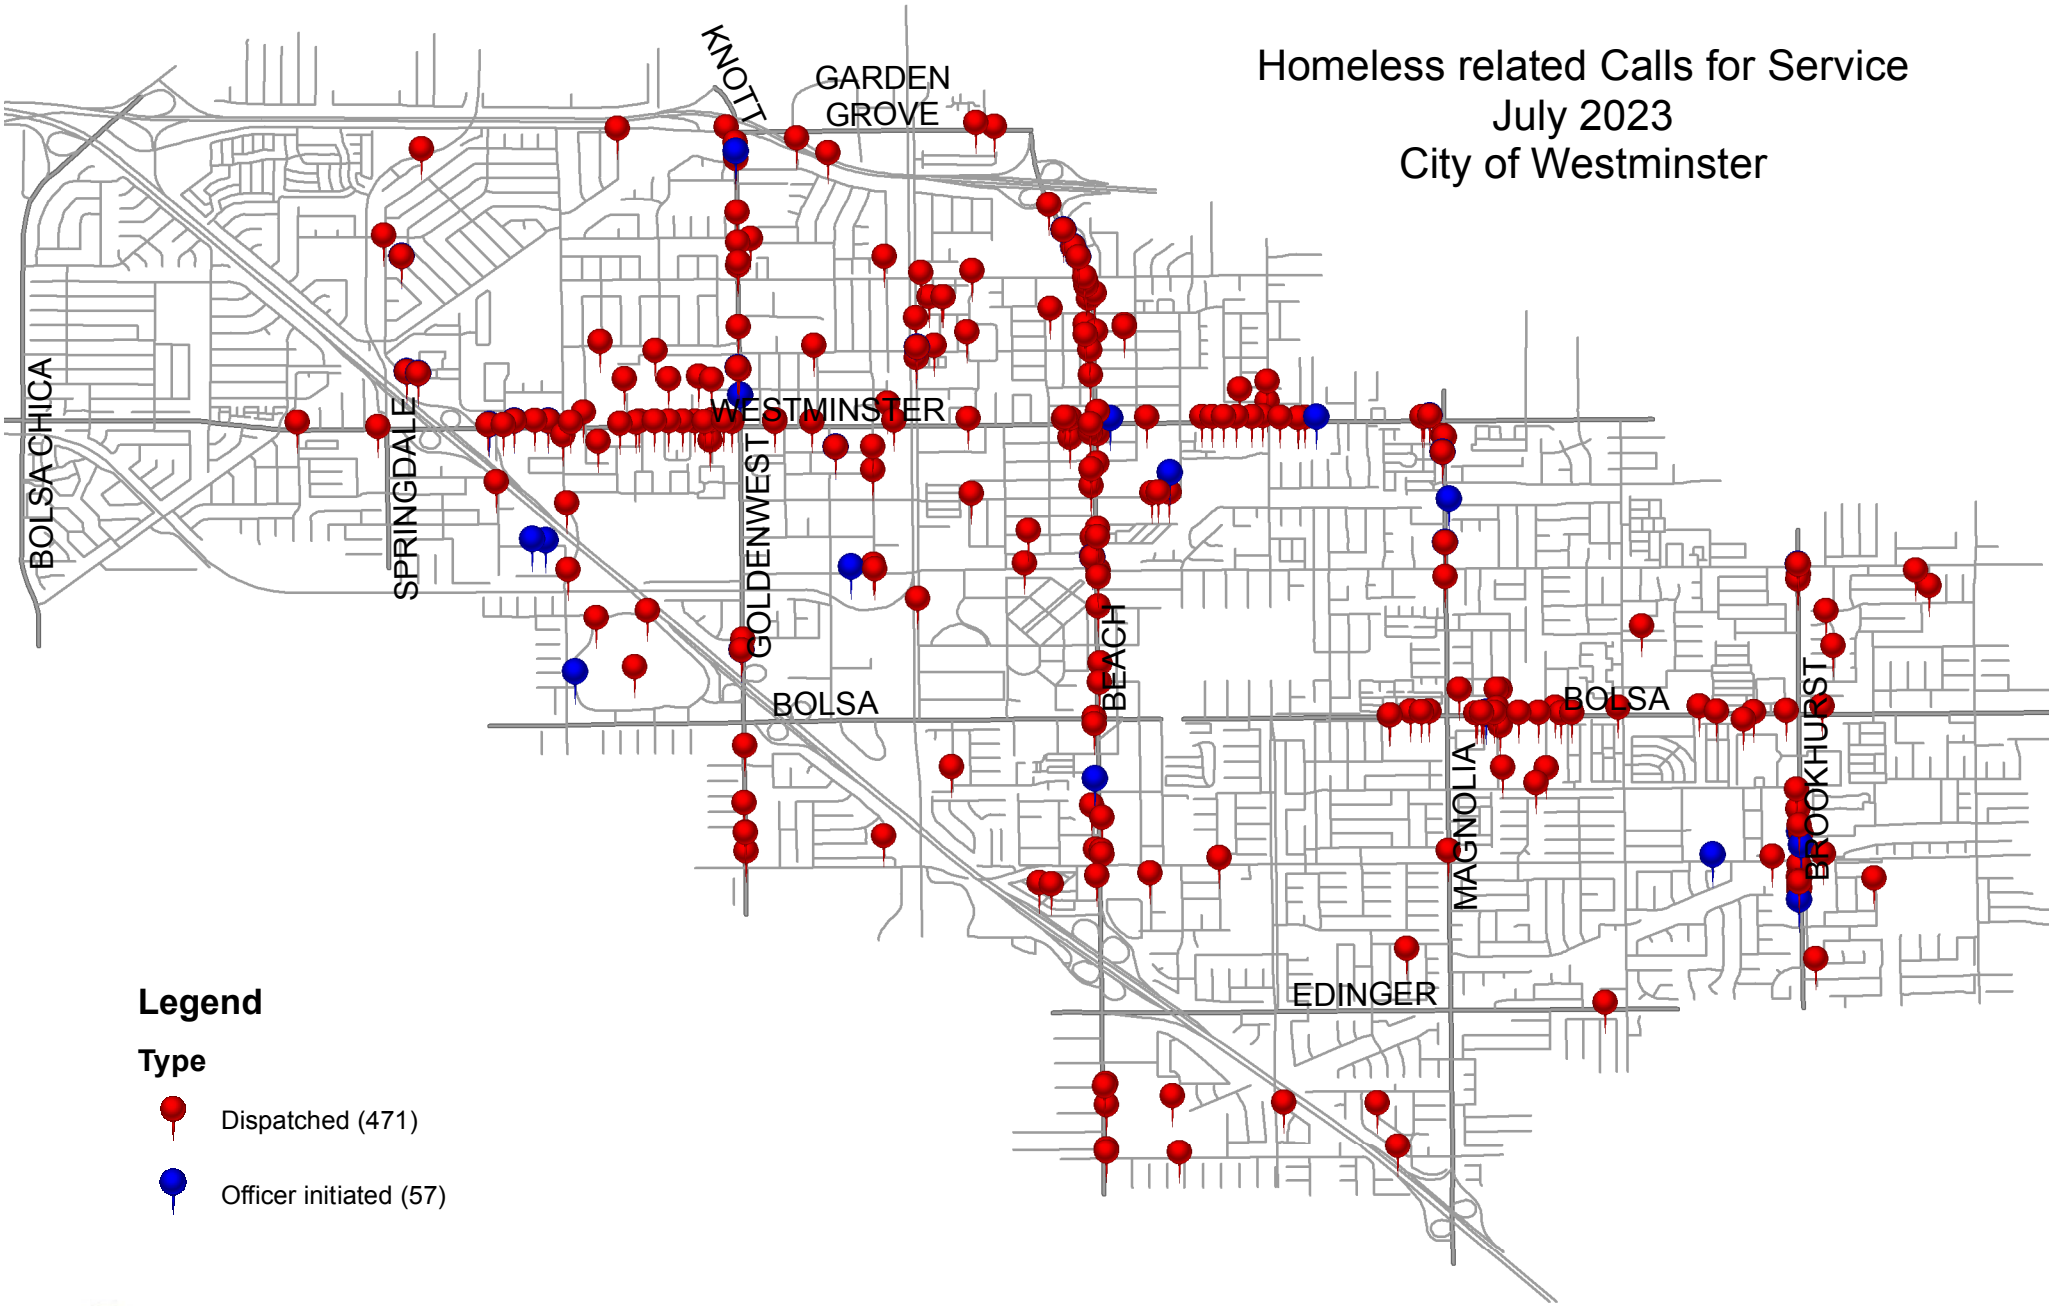 Homeless related Calls for Service
July 2023
City of Westminster
KNOTT
GARDEN
GROVE
WESTMINSTER
BOLSA CHICA
SPRINGDALE
GOLDENWEST
BEACH
BOLSA
BOLSA
BROOKHURST
MAGNOLIA
EDINGER
Legend
Type
Dispatched (471)
Officer initiated (57)